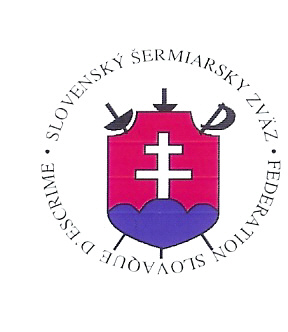 SLOVENSKÝ ŠERMIARSKY ZVÄZ • FEDERATION SLOVAQUE D'ESCRIME •